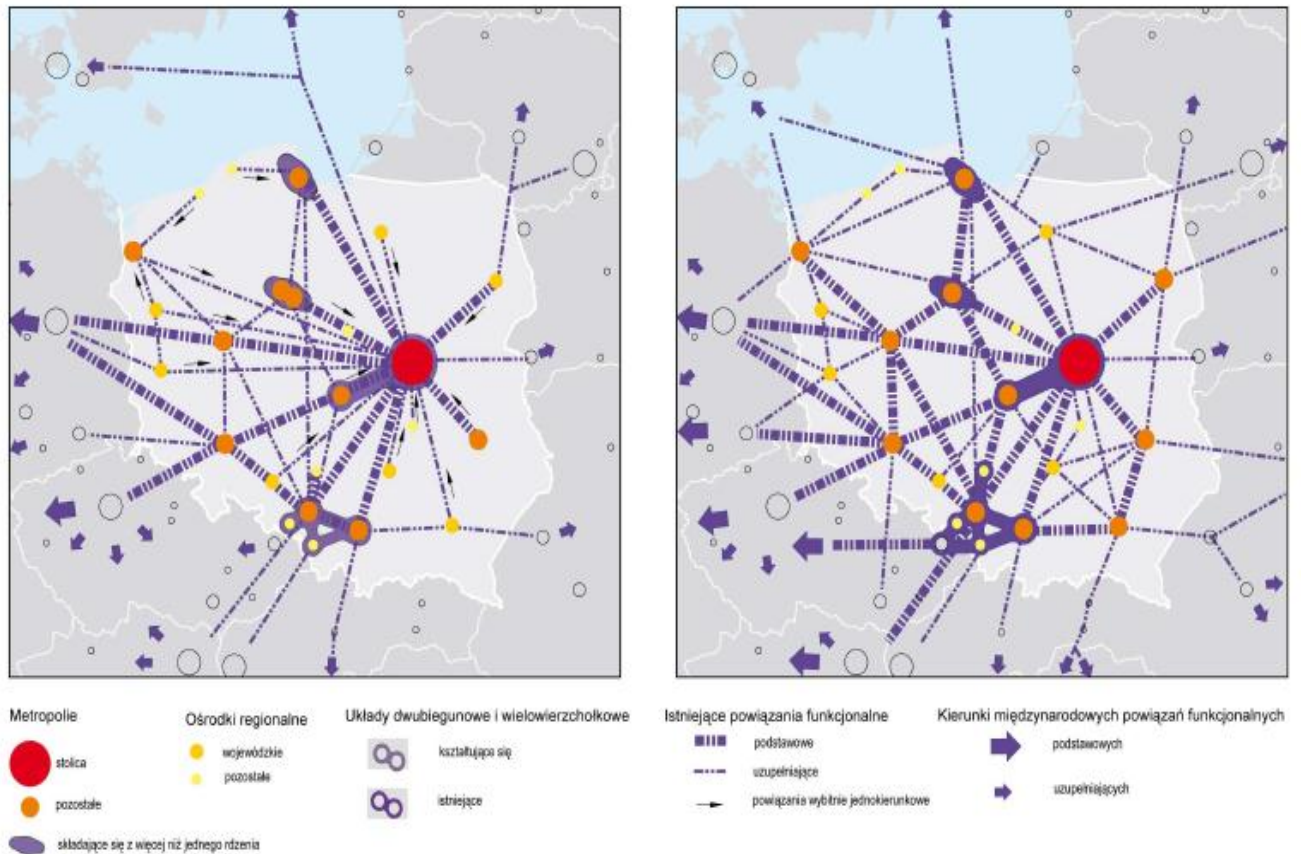 Metropolie
stolica
pozostałe
składające się z więcej niż jednego rdzenia
Ośrodki regionalne
wojewódzkie
pozostałe
Układy dwubiegunowe i wielowierzchołkowe
kształtujące się
istniejące
Istniejące powiązania funkcjonalne
podstawowe
uzupełniające
powiązania wybitnie jednokierunkowe
Kierunki międzynarodowych powiązań funkcjonalnych
podstawowych
uzupełniających